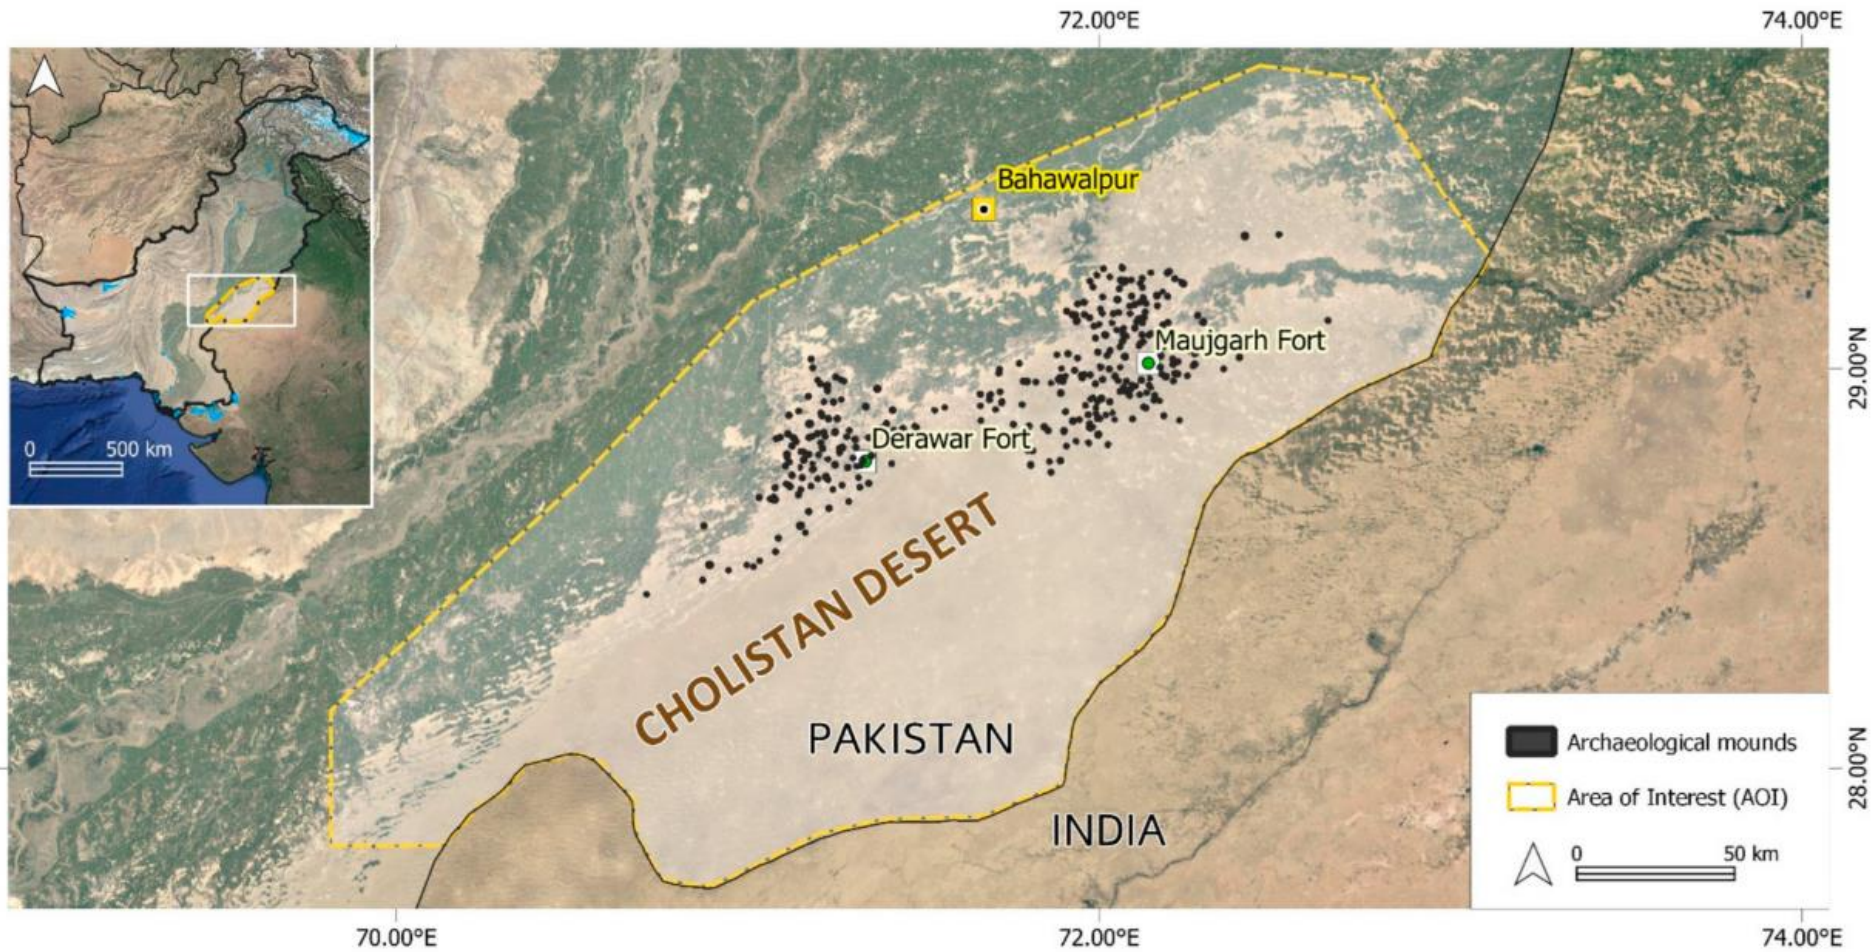 72.00°E
74.00°E
Bahawalpur
Maujgarh Fort
29.00°N
0 500 km
Derawar Fort
CHOLISTAN DESERT
PAKISTAN
INDIA
Archaeological mounds
Area of Interest (AOI)
0 50 km
28.00°N
70.00°E
72.00°E
74.00°E